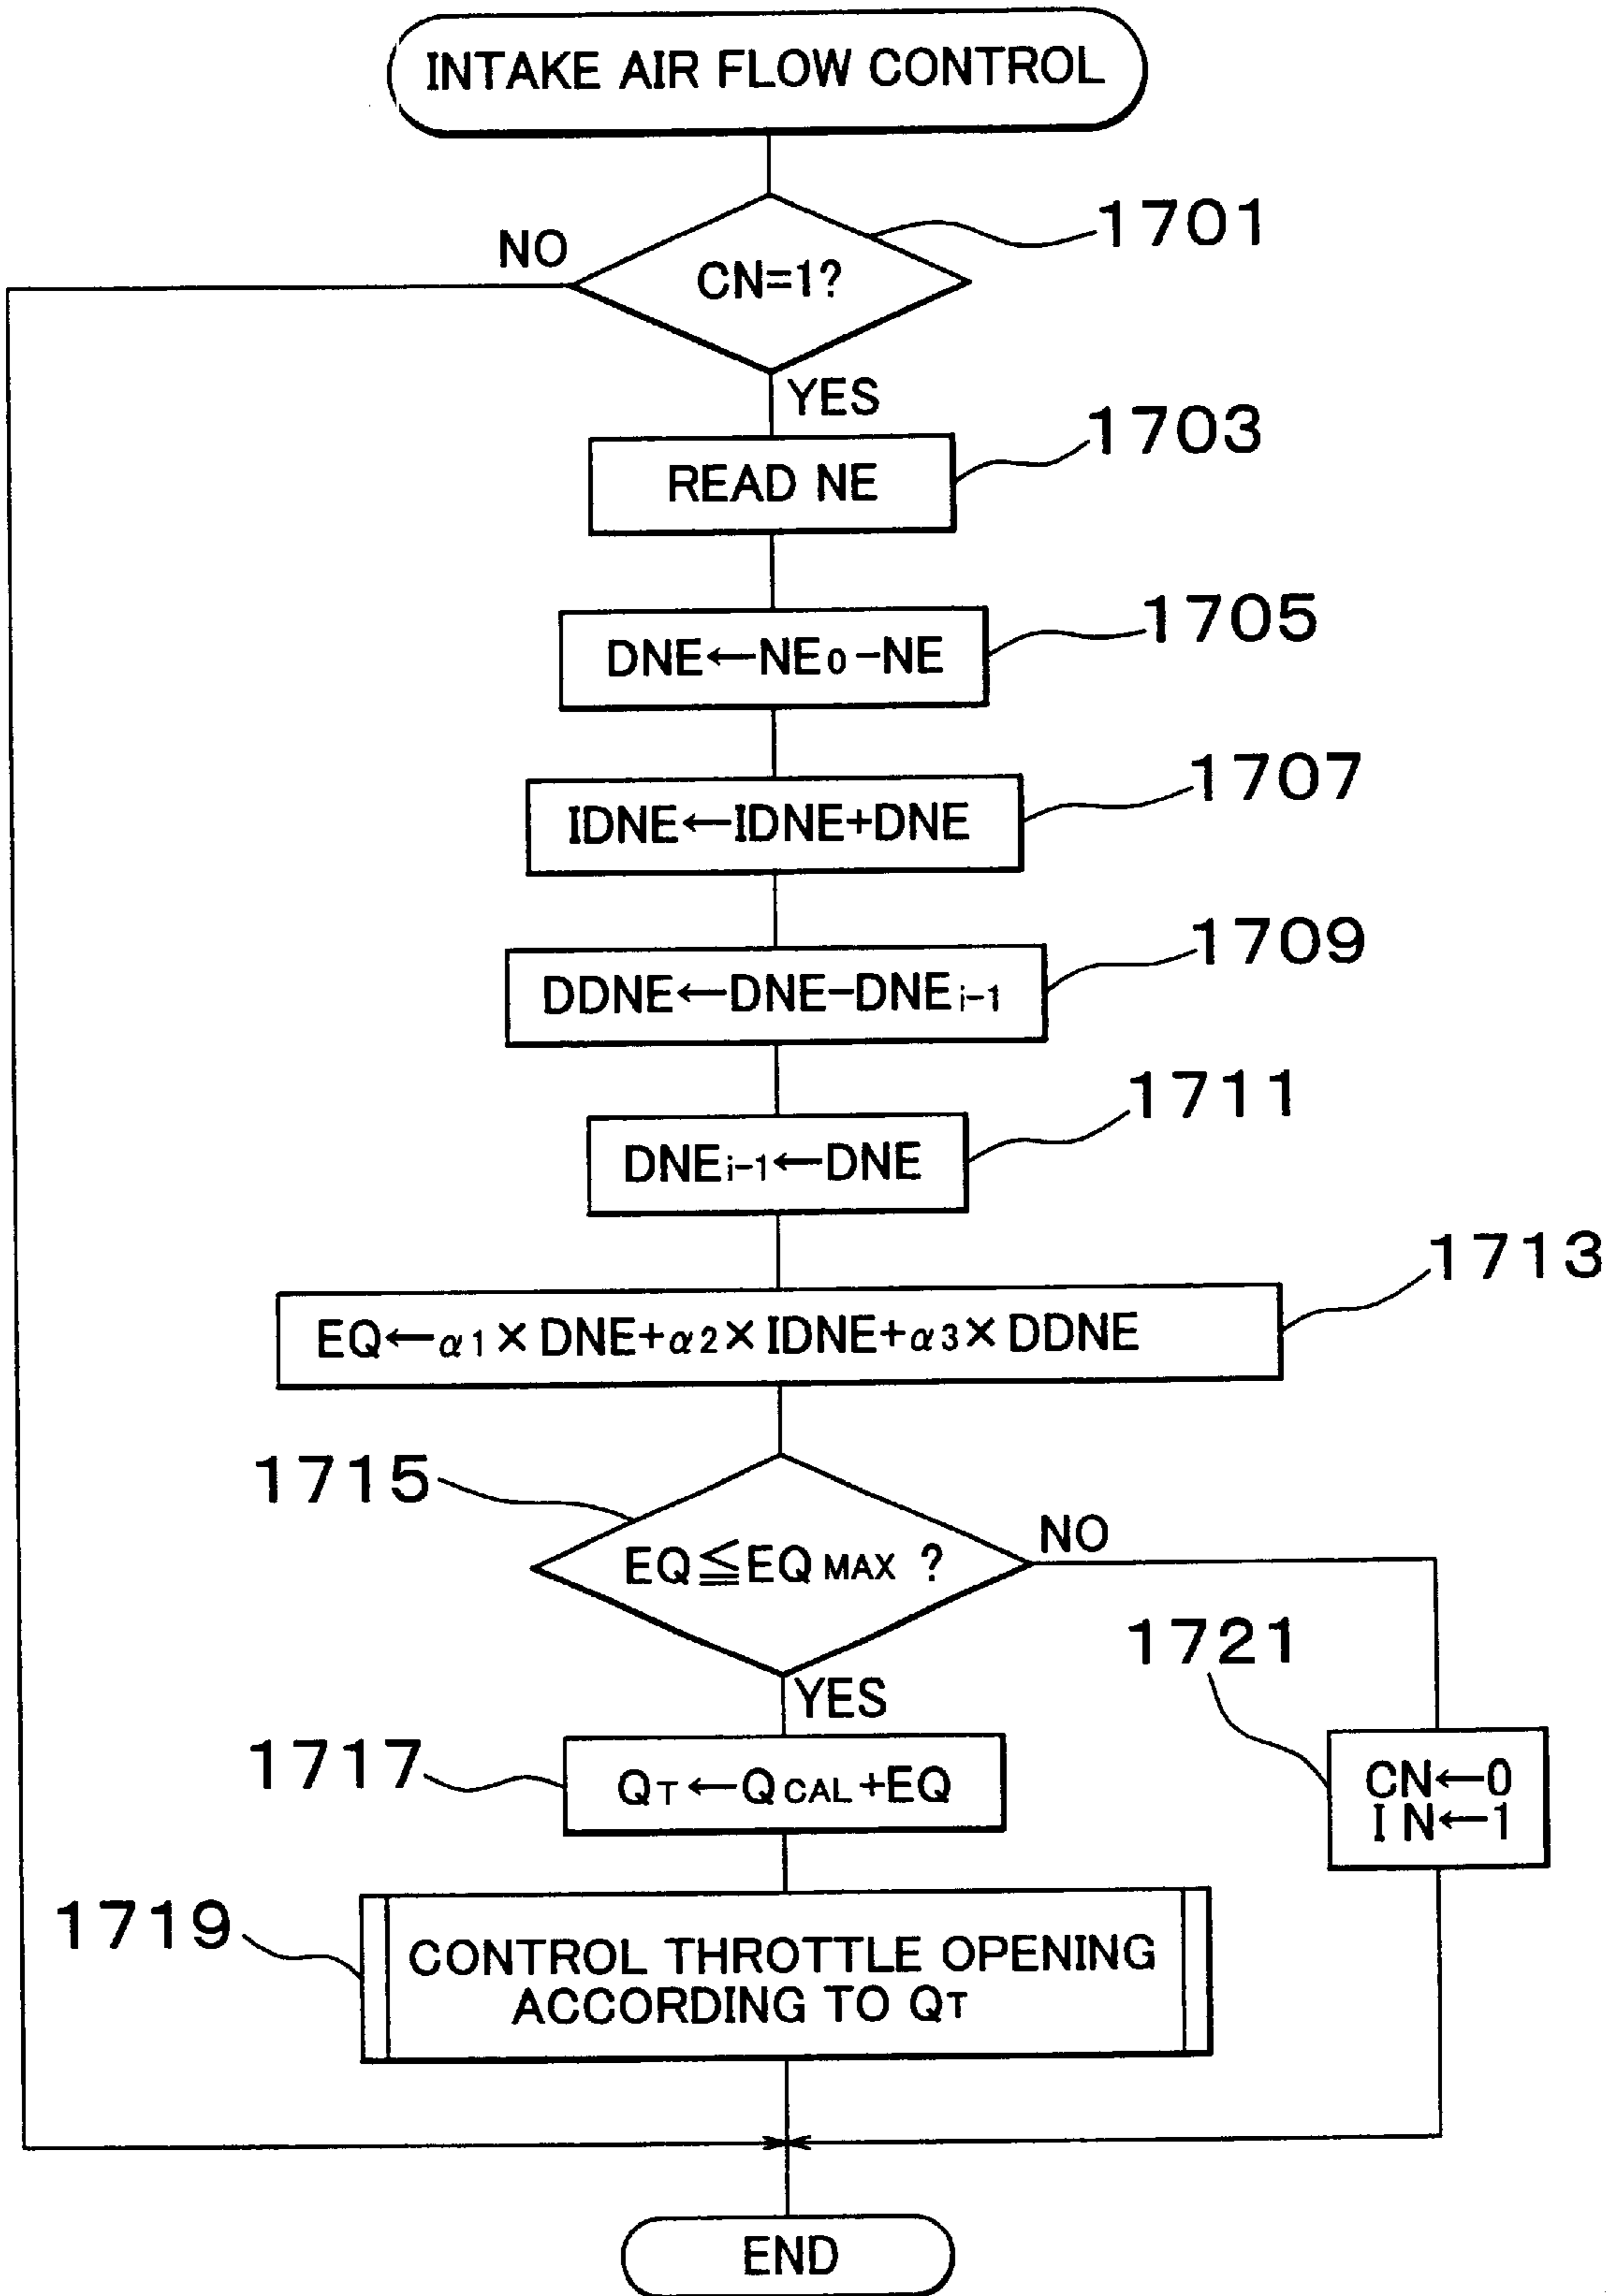 INTAKE AIR FLOW CONTROL
1701
NO
CN=1?
YES
1703
READ NE
1705
DNE←NE₀−NE
1707
IDNE←IDNE+DNE
1709
DDNE←DNE−DNEᵢ₋₁
1711
DNEᵢ₋₁←DNE
1713
EQ←α1×DNE+α2×IDNE+α3×DDNE
1715
EQ≦EQMAX ?
NO
YES
1721
1717
QT←QCAL+EQ
CN←0
IN←1
1719
CONTROL THROTTLE OPENING
ACCORDING TO QT
END